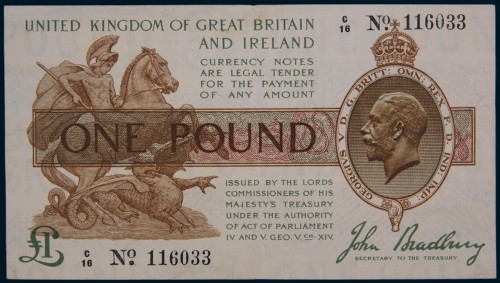 UNITED KINGDOM OF GREAT BRITAIN
AND IRELAND
C/16 No. 116033
CURRENCY NOTES
ARE LEGAL TENDER
FOR THE PAYMENT
OF ANY AMOUNT
GEORGIVS V D. G. BRITT: OMN: REX F. D. IND: IMP:
ONE POUND
ISSUED BY THE LORDS
COMMISSIONERS OF HIS
MAJESTY'S TREASURY
UNDER THE AUTHORITY
OF ACT OF PARLIAMENT
IV AND V. GEO. V. CH. XIV.
£1
C/16 No. 116033
John Bradbury
SECRETARY TO THE TREASURY